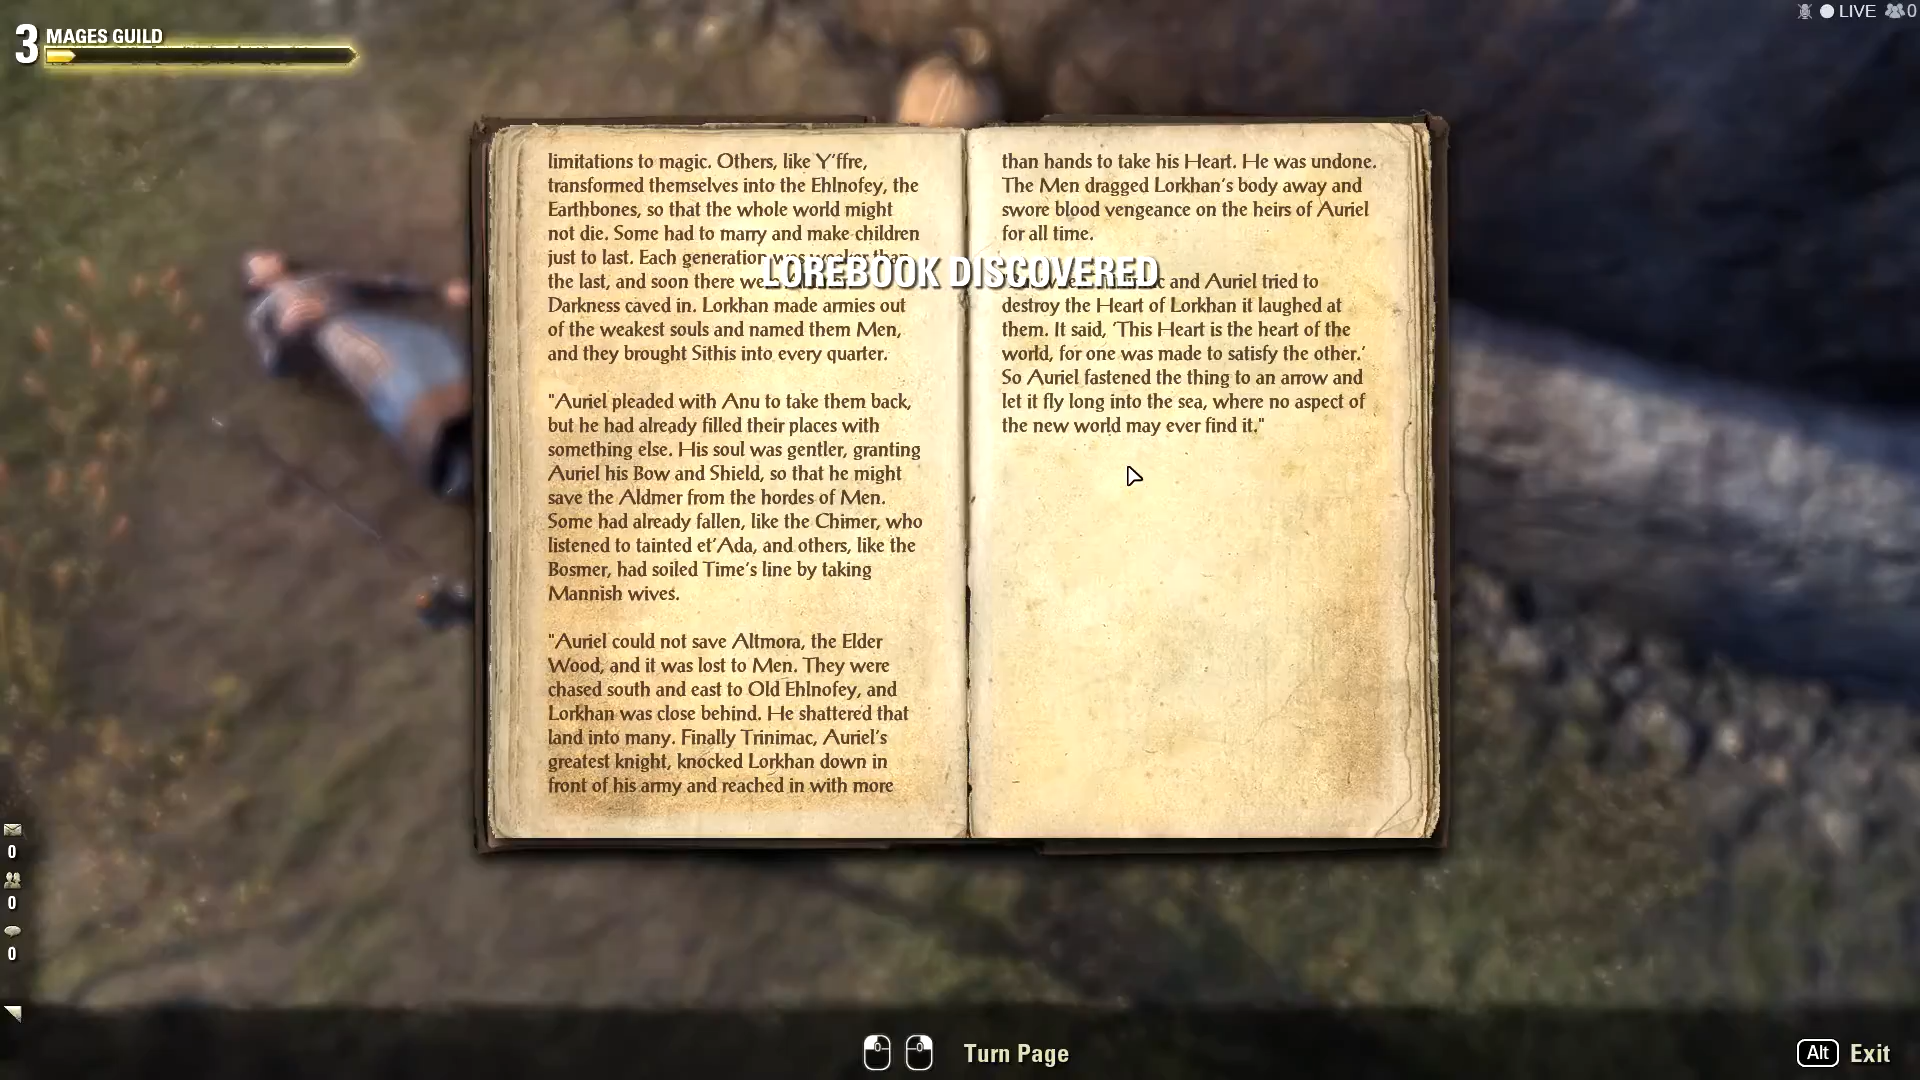 3 MAGES GUILD
LIVE 0
limitations to magic. Others, like Y'ffre,
transformed themselves into the Ehlnofey, the
Earthbones, so that the whole world might
not die. Some had to marry and make children
just to last. Each generation was weaker than
the last, and soon there
Darkness caved in. Lorkhan made armies out
of the weakest souls and named them Men,
and they brought Sithis into every quarter.
"Auriel pleaded with Anu to take them back,
but he had already filled their places with
something else. His soul was gentler, granting
Auriel his Bow and Shield, so that he might
save the Aldmer from the hordes of Men.
Some had already fallen, like the Chimer, who
listened to tainted et'Ada, and others, like the
Bosmer, had soiled Time's line by taking
Mannish wives.
"Auriel could not save Altmora, the Elder
Wood, and it was lost to Men. They were
chased south and east to Old Ehlnofey, and
Lorkhan was close behind. He shattered that
land into many. Finally Trinimac, Auriel's
greatest knight, knocked Lorkhan down in
front of his army and reached in with more
than hands to take his Heart. He was undone.
The Men dragged Lorkhan's body away and
swore blood vengeance on the heirs of Auriel
for all time.
LOREBOOK DISCOVERED
and Auriel tried to
destroy the Heart of Lorkhan it laughed at
them. It said, 'This Heart is the heart of the
world, for one was made to satisfy the other.'
So Auriel fastened the thing to an arrow and
let it fly long into the sea, where no aspect of
the new world may ever find it."
0
0
0
Turn Page
Alt Exit